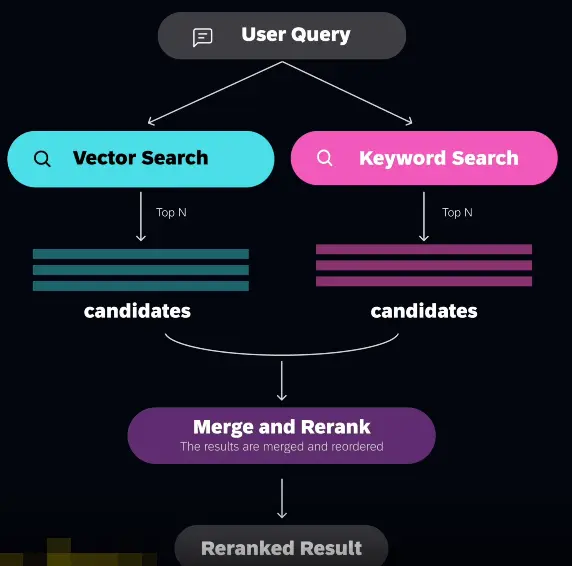 User Query
Vector Search
Keyword Search
Top N
Top N
candidates
candidates
Merge and Rerank
The results are merged and reordered
Reranked Result